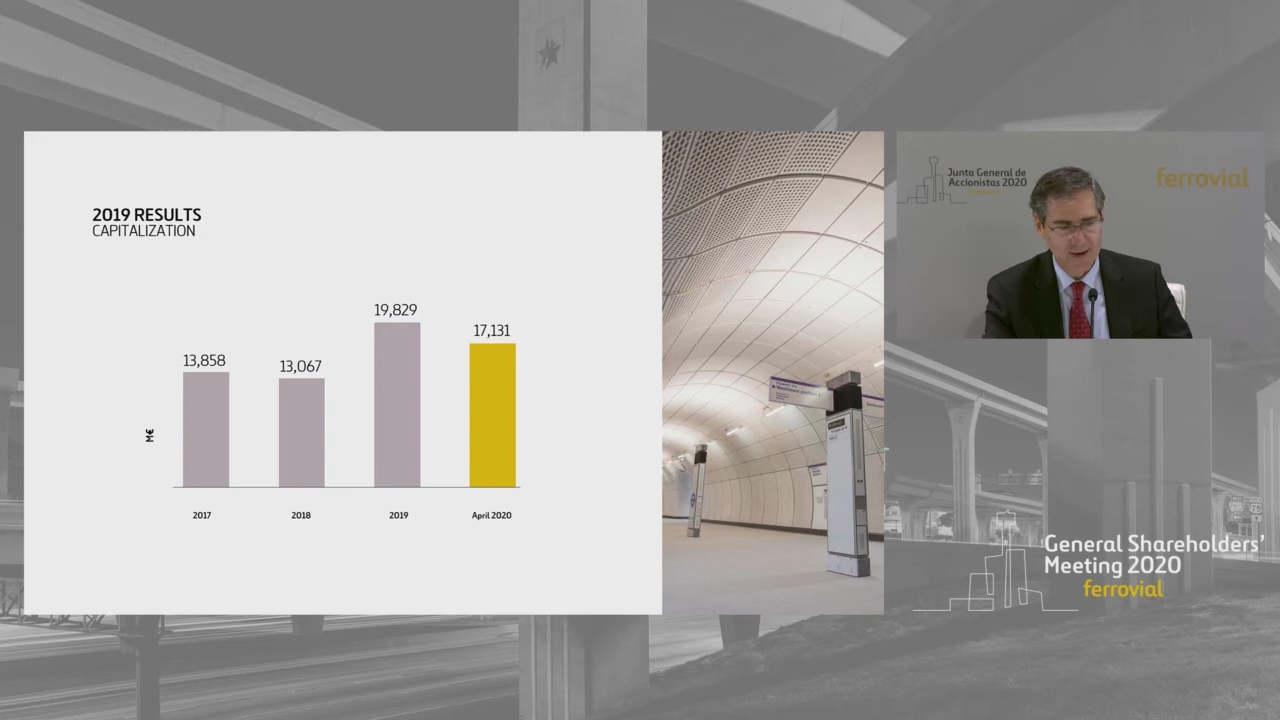 2019 RESULTS
CAPITALIZATION
13,858
13,067
19,829
17,131
M€
2017
2018
2019
April 2020
Junta General de
Accionistas 2020
ferrovial
General Shareholders'
Meeting 2020
ferrovial